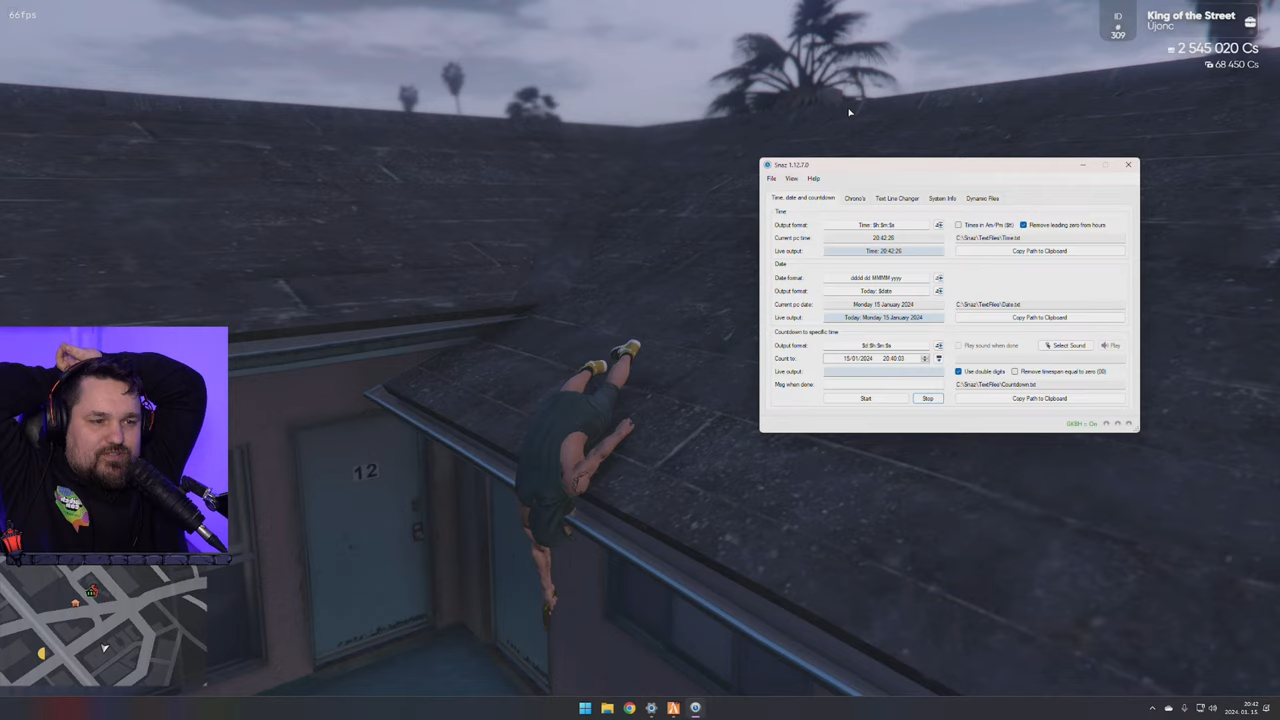 66fps
ID
#
309
King of the Street
Újonc
2 545 020 Cs
68 450 Cs
Snaz 1.12.7.0
File View Help
Time, date and countdown Chrono's Text Line Changer System Info Dynamic Files
Time
Output format: Time: $h:$m:$s Times in Am/Pm ($tt) Remove leading zero from hours
Current pc time: 20:42:26 C:\Snaz\TextFiles\Time.txt
Live output: Time: 20:42:26 Copy Path to Clipboard
Date
Date format: dddd dd MMMM yyyy
Output format: Today: $date
Current pc date: Monday 15 January 2024 C:\Snaz\TextFiles\Date.txt
Live output: Today: Monday 15 January 2024 Copy Path to Clipboard
Countdown to specific time
Output format: $d:$h:$m:$s Play sound when done Select Sound Play
Count to: 15/01/2024 20:40:03
Live output: Use double digits Remove timespan equal to zero (00)
Msg when done: C:\Snaz\TextFiles\Countdown.txt
Start Stop Copy Path to Clipboard
GKBH = On
12
20:42
2024. 01. 15.